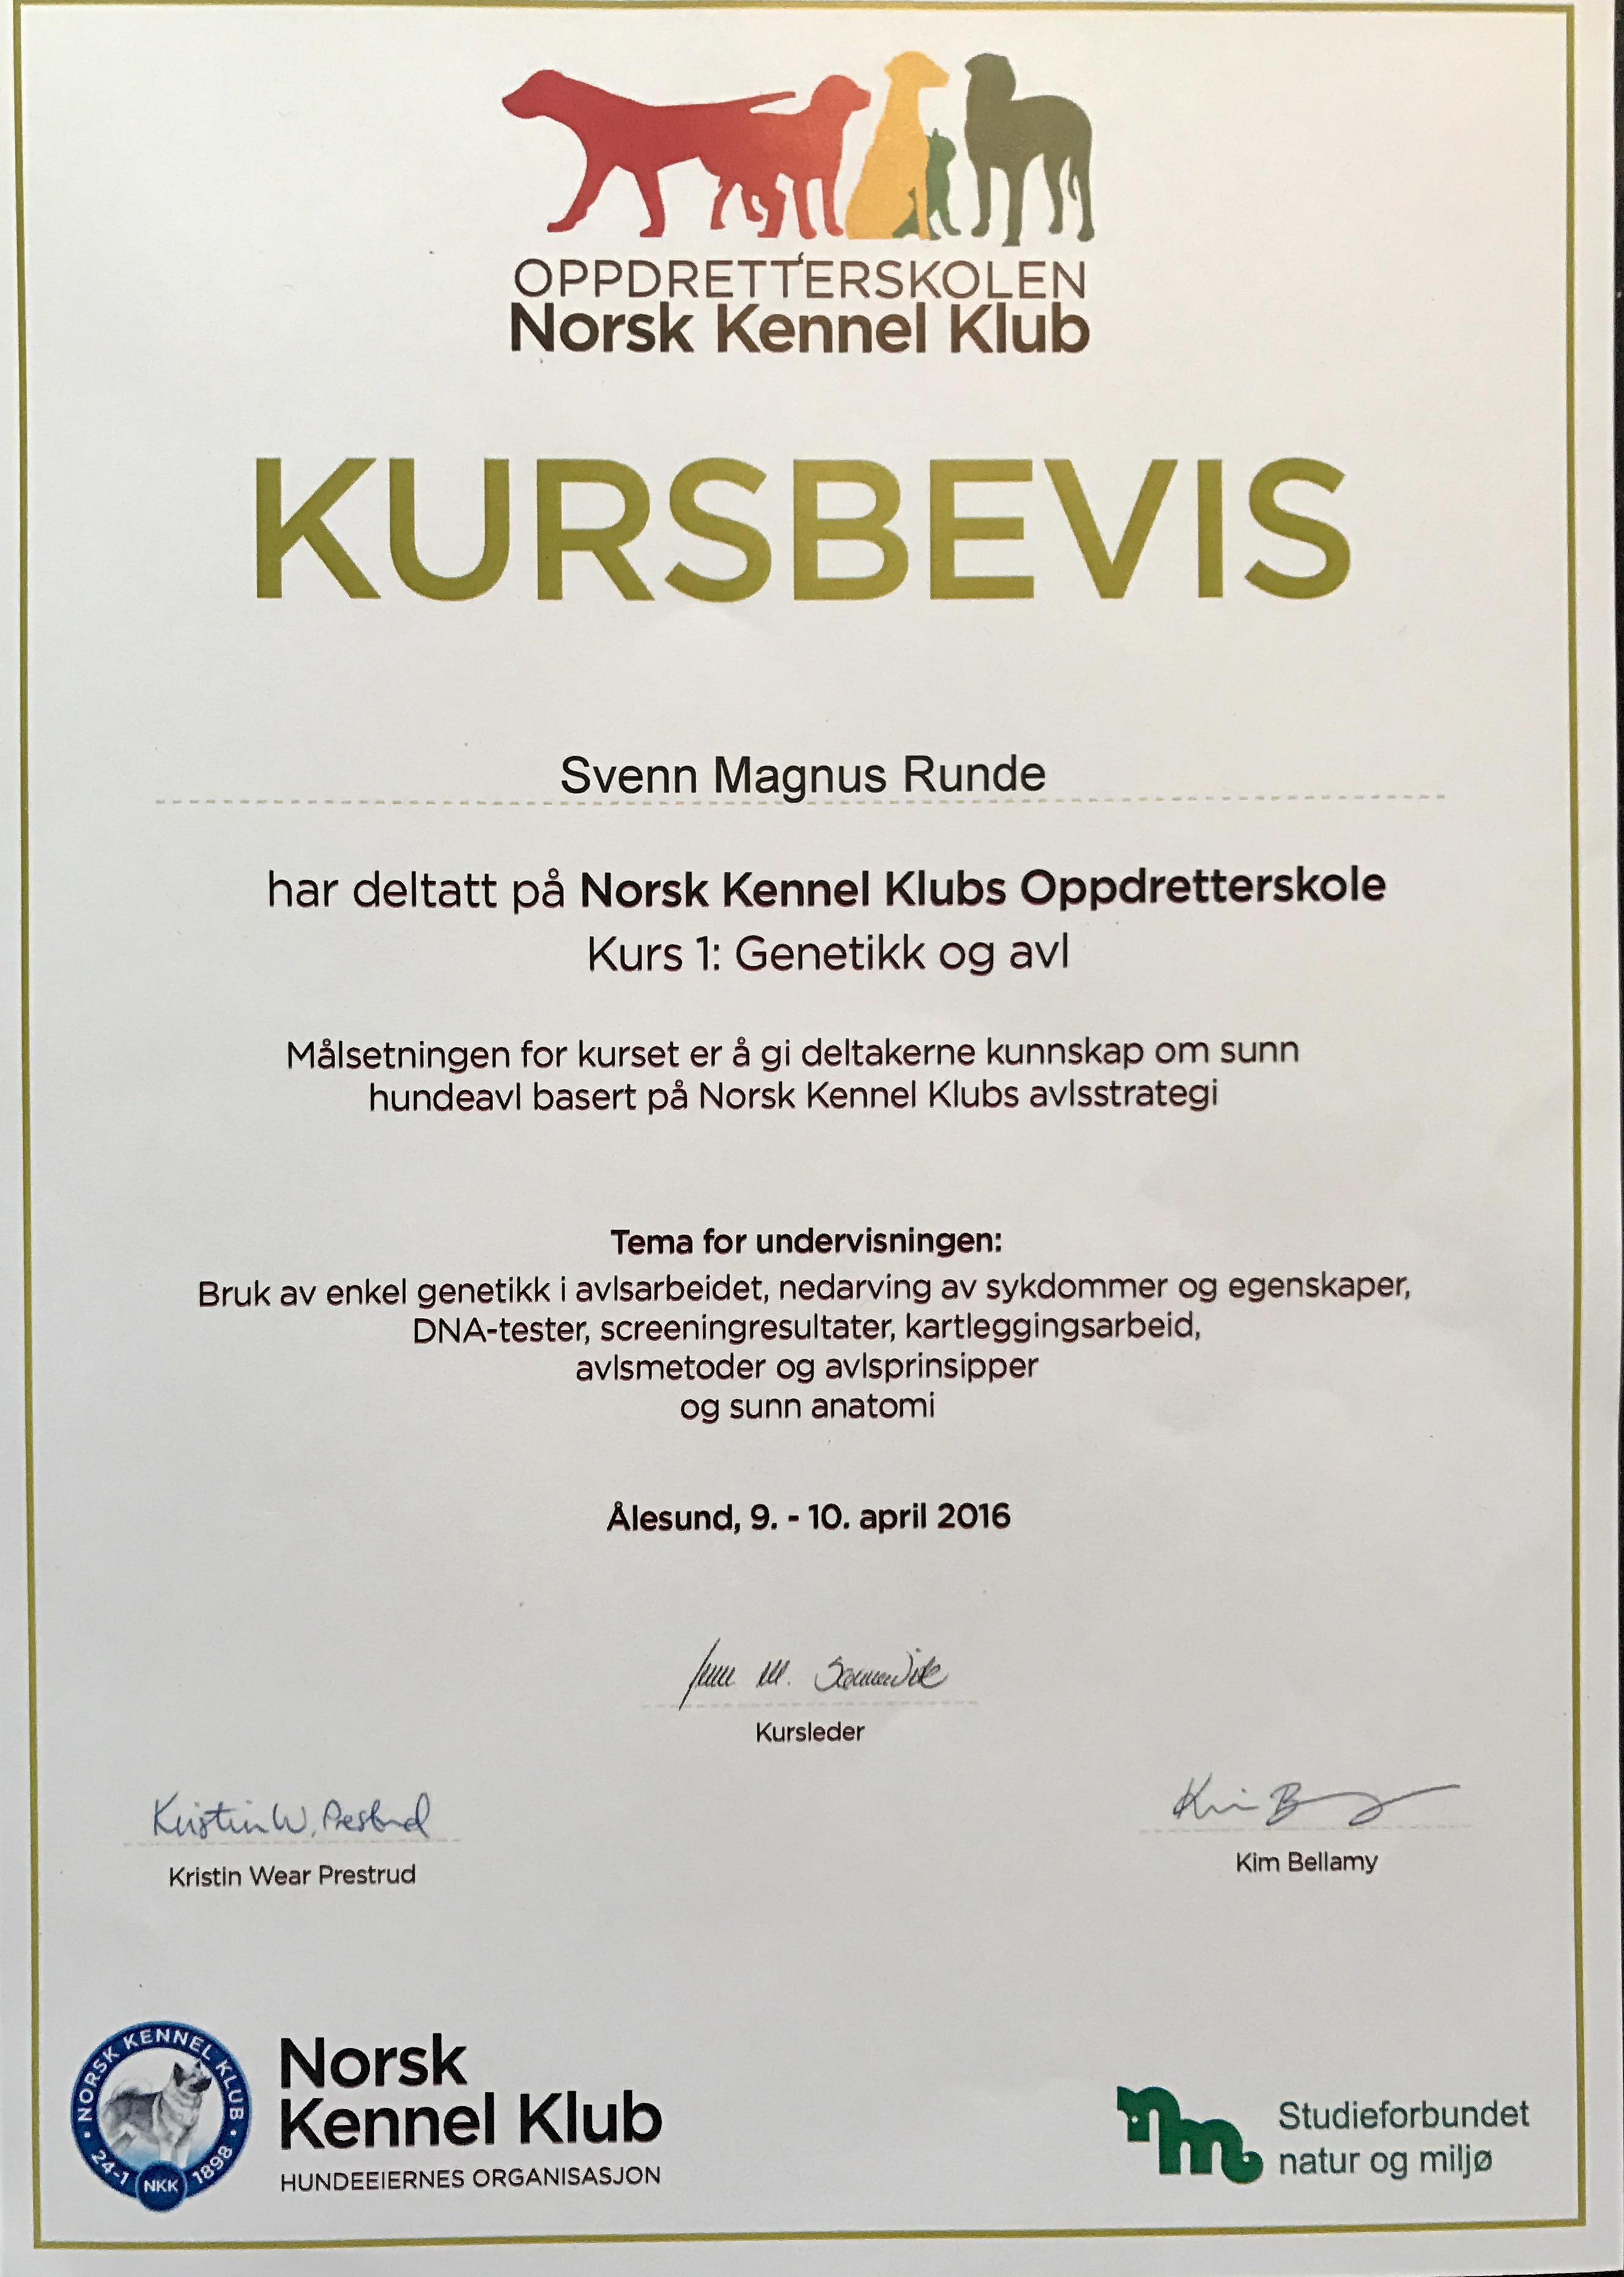 OPPDRETTERSKOLEN
Norsk Kennel Klub
KURSBEVIS
Svenn Magnus Runde
har deltatt på Norsk Kennel Klubs Oppdretterskole
Kurs 1: Genetikk og avl
Målsetningen for kurset er å gi deltakerne kunnskap om sunn
hundeavl basert på Norsk Kennel Klubs avlsstrategi
Tema for undervisningen:
Bruk av enkel genetikk i avlsarbeidet, nedarving av sykdommer og egenskaper,
DNA-tester, screeningresultater, kartleggingsarbeid,
avlsmetoder og avlsprinsipper
og sunn anatomi
Ålesund, 9. - 10. april 2016
Kursleder
Kristin W. Prestrud
Kristin Wear Prestrud
Kim Bellamy
NORSK KENNEL KLUB
24-1 NKK 1898
Norsk
Kennel Klub
HUNDEEIERNES ORGANISASJON
Studieforbundet
natur og miljø